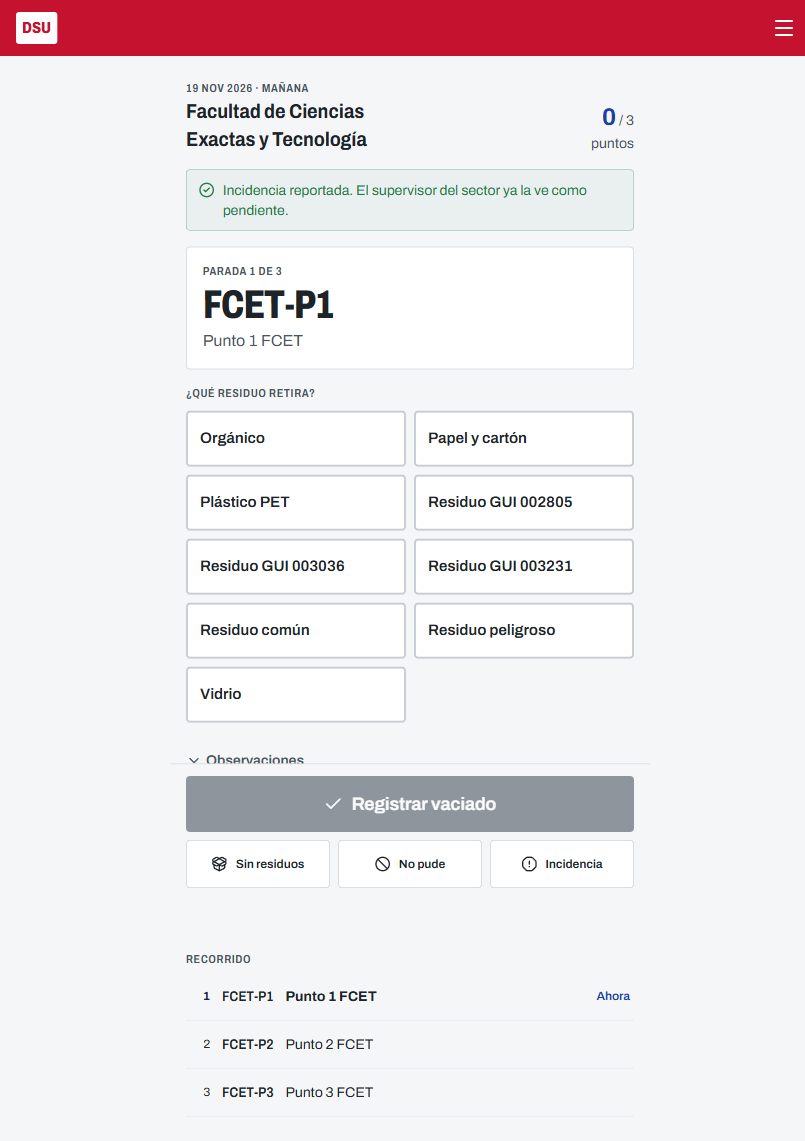 DSU
19 NOV 2026 · MAÑANA
Facultad de Ciencias
Exactas y Tecnología
0 / 3
puntos
Incidencia reportada. El supervisor del sector ya la ve como
pendiente.
PARADA 1 DE 3
FCET-P1
Punto 1 FCET
¿QUÉ RESIDUO RETIRA?
Orgánico
Papel y cartón
Plástico PET
Residuo GUI 002805
Residuo GUI 003036
Residuo GUI 003231
Residuo común
Residuo peligroso
Vidrio
Observaciones
Registrar vaciado
Sin residuos
No pude
Incidencia
RECORRIDO
1 FCET-P1 Punto 1 FCET Ahora
2 FCET-P2 Punto 2 FCET
3 FCET-P3 Punto 3 FCET